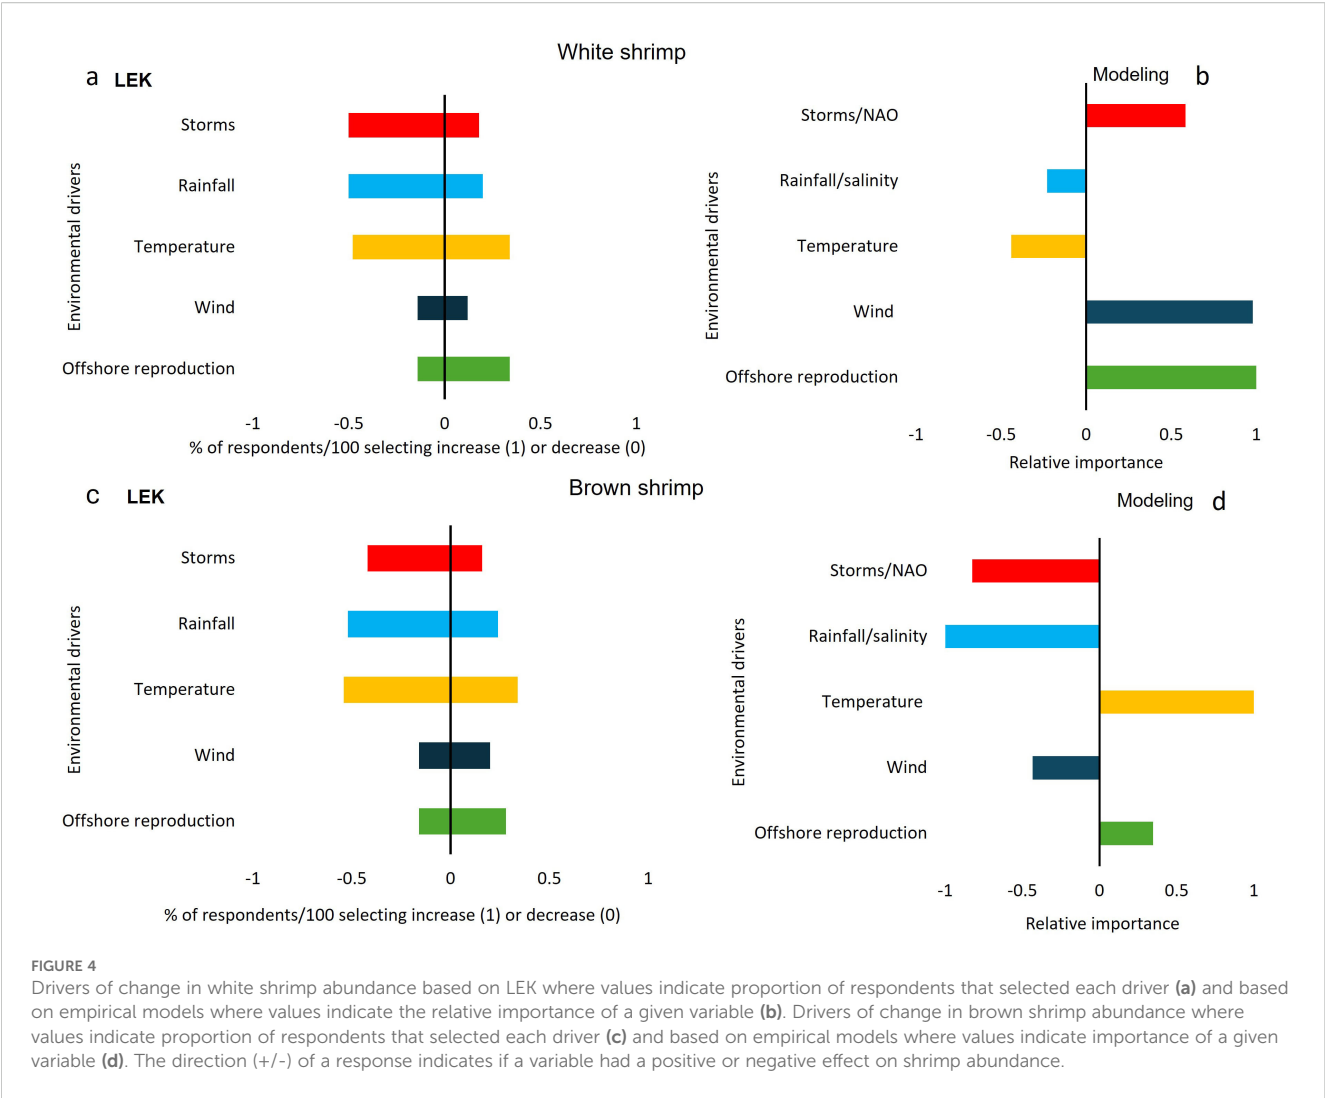 White shrimp
a LEK
Environmental drivers
Storms
Rainfall
Temperature
Wind
Offshore reproduction
-1 -0.5 0 0.5 1
% of respondents/100 selecting increase (1) or decrease (0)
Modeling b
Environmental drivers
Storms/NAO
Rainfall/salinity
Temperature
Wind
Offshore reproduction
-1 -0.5 0 0.5 1
Relative importance
Brown shrimp
c LEK
Environmental drivers
Storms
Rainfall
Temperature
Wind
Offshore reproduction
-1 -0.5 0 0.5 1
% of respondents/100 selecting increase (1) or decrease (0)
Modeling d
Environmental drivers
Storms/NAO
Rainfall/salinity
Temperature
Wind
Offshore reproduction
-1 -0.5 0 0.5 1
Relative importance
FIGURE 4
Drivers of change in white shrimp abundance based on LEK where values indicate proportion of respondents that selected each driver (a) and based
on empirical models where values indicate the relative importance of a given variable (b). Drivers of change in brown shrimp abundance where
values indicate proportion of respondents that selected each driver (c) and based on empirical models where values indicate importance of a given
variable (d). The direction (+/-) of a response indicates if a variable had a positive or negative effect on shrimp abundance.